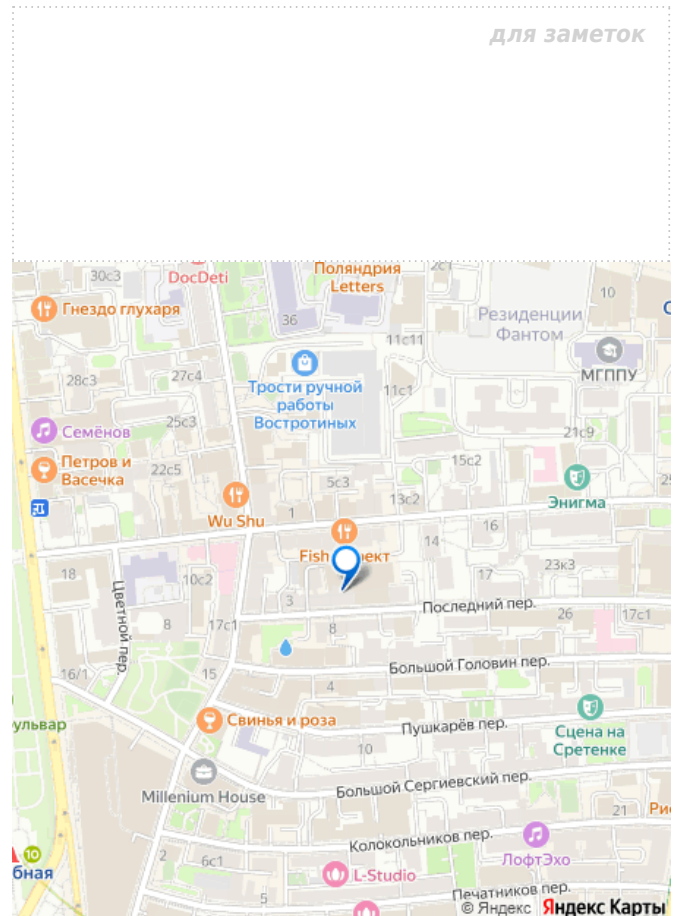 для заметок
30с3
DocDeti
Поляндрия
Letters
2с1
10
Гнездо глухаря
36
Резиденции
Фантом
11с11
МГППУ
28с3
27с4
Трости ручной
работы
Востротиных
11с1
25с3
Семёнов
21с9
Петров и
Васечка
22с5
15с2
5с3
13с2
Энигма
Wu Shu
1
16
14
18
10с2
23к3
17
3
Последний пер.
26
17с1
Цветной пер.
8
17с1
8
15
Большой Головин пер.
16/1
4
Свинья и роза
Пушкарёв пер.
Сцена на
Сретенке
10
Millenium House
Большой Сергиевский пер.
21
Колокольников пер.
ЛофтЭхо
2
6с1
10
L-Studio
Печатников пер.
© Яндекс Яндекс Карты